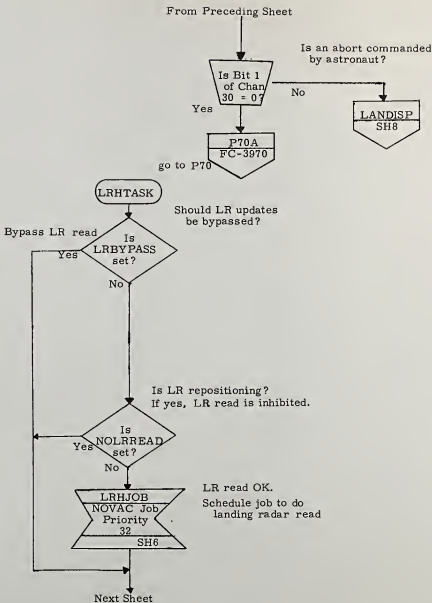 From Preceding Sheet
Is an abort commanded
by astronaut?
Is Bit 1
of Chan
30 = 0?
No
Yes
LANDISP
SH8
P70A
FC-3970
go to P70
LRHTASK
Should LR updates
be bypassed?
Bypass LR read
Is
LRBYPASS
set?
Yes
No
Is LR repositioning?
If yes, LR read is inhibited.
Is
NOLRREAD
set?
Yes
No
LRHJOB
NOVAC Job
Priority
32
SH6
LR read OK.
Schedule job to do
landing radar read
Next Sheet